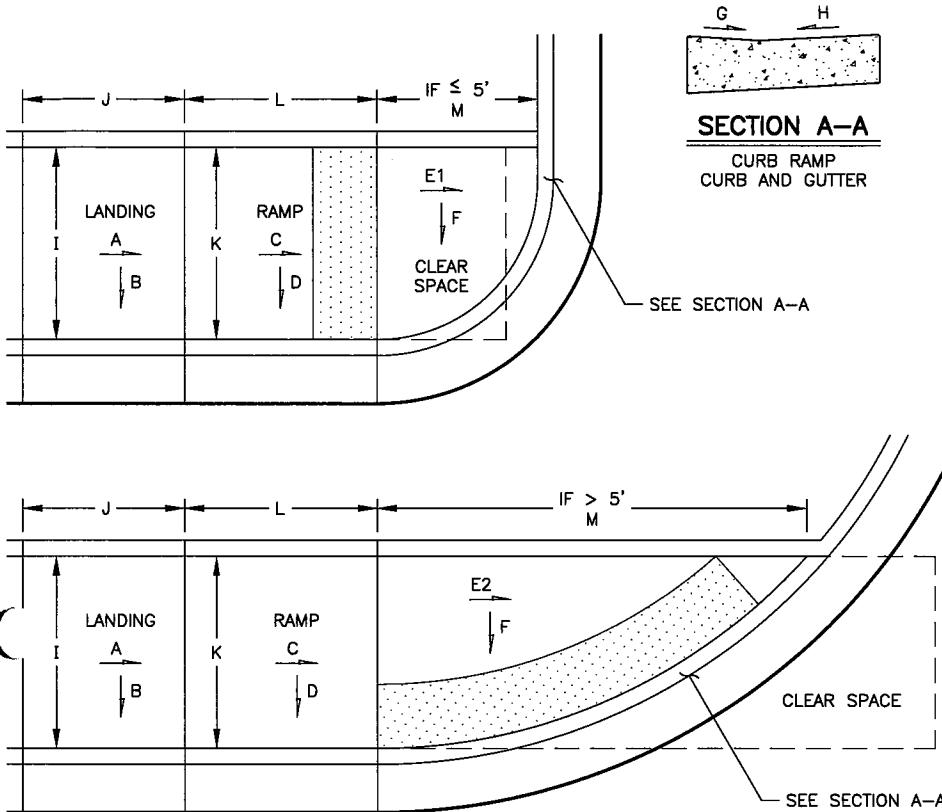 G H
SECTION A–A
CURB RAMP
CURB AND GUTTER
J L IF ≤ 5'
M
E1
LANDING RAMP
A C F
I K
B D CLEAR
SPACE
SEE SECTION A–A
J L IF > 5'
M
E2
LANDING RAMP F
A C
I K
B D
CLEAR SPACE
SEE SECTION A–A